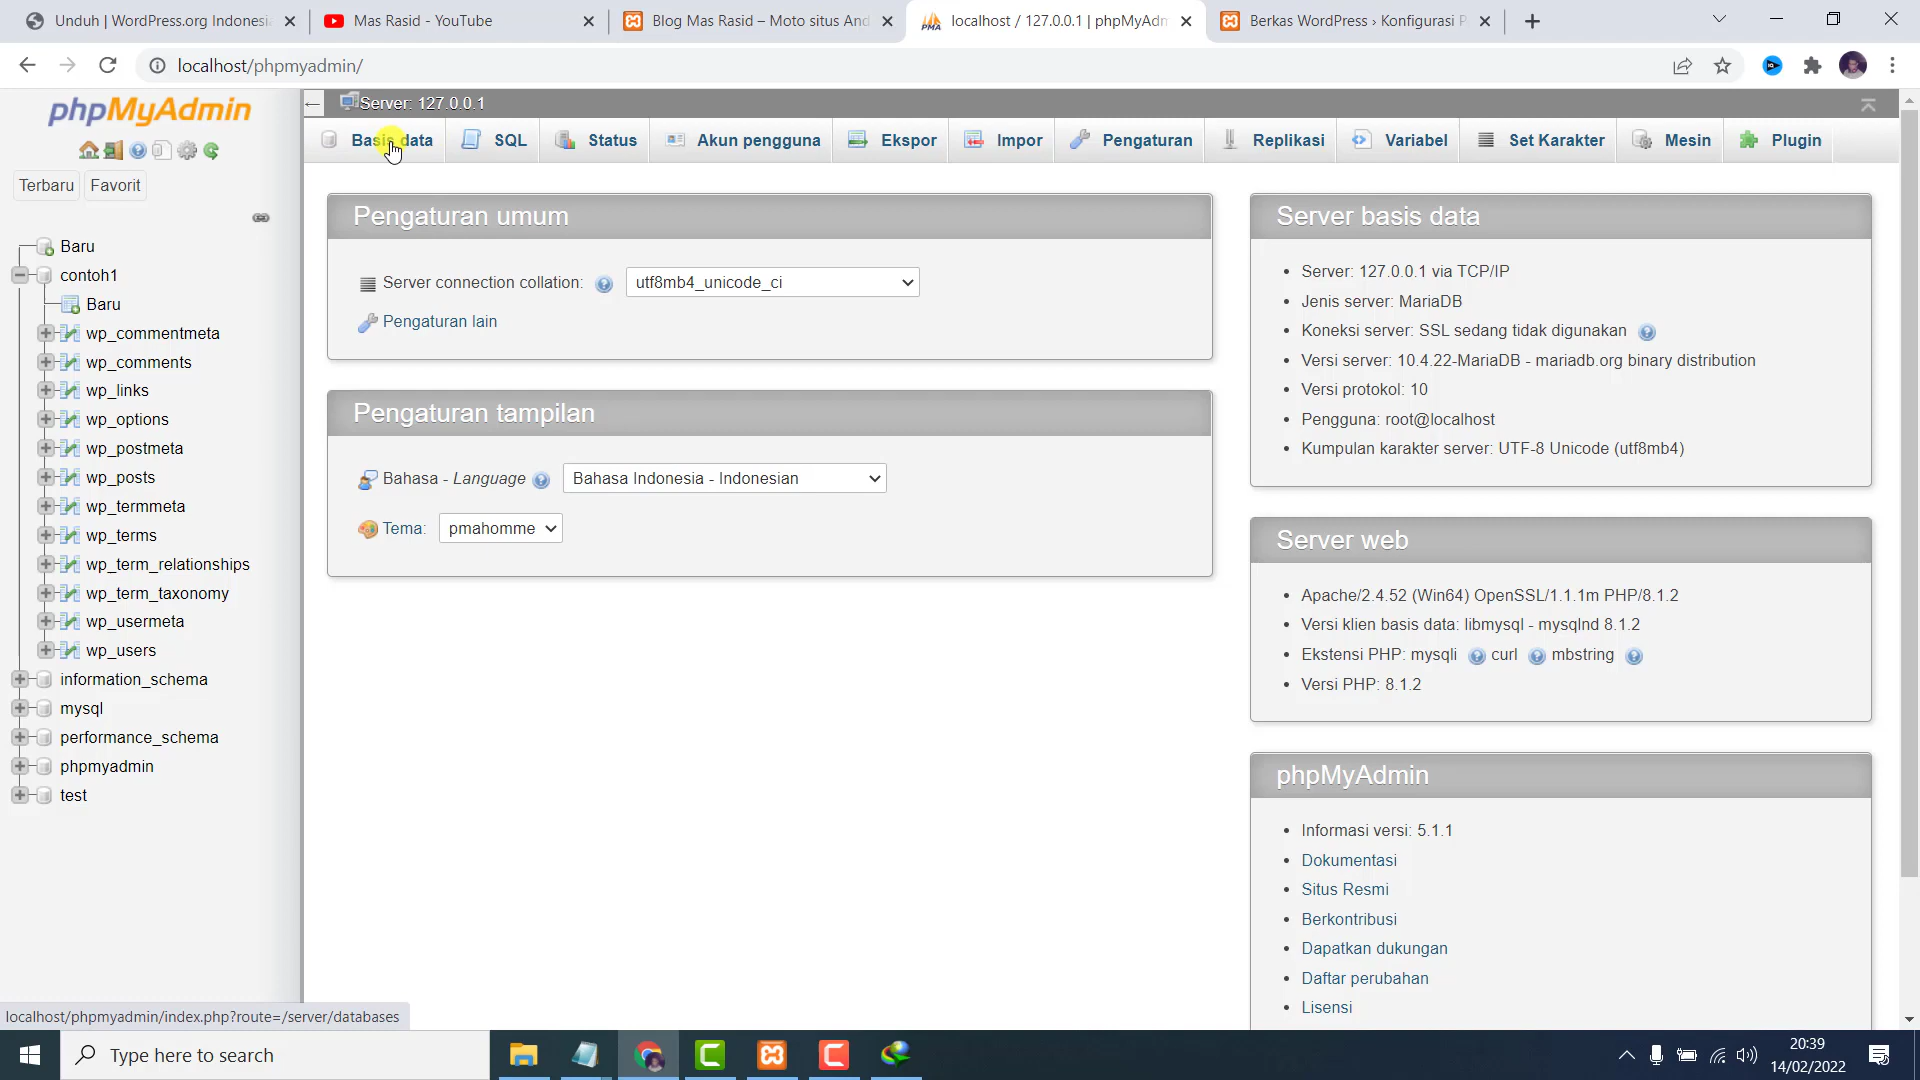 Unduh | WordPress.org Indonesi
Mas Rasid - YouTube
Blog Mas Rasid – Moto situs And
localhost / 127.0.0.1 | phpMyAdm
Berkas WordPress › Konfigurasi P
localhost/phpmyadmin/
phpMyAdmin
Terbaru
Favorit
Baru
contoh1
Baru
wp_commentmeta
wp_comments
wp_links
wp_options
wp_postmeta
wp_posts
wp_termmeta
wp_terms
wp_term_relationships
wp_term_taxonomy
wp_usermeta
wp_users
information_schema
mysql
performance_schema
phpmyadmin
test
Server: 127.0.0.1
Basis data
SQL
Status
Akun pengguna
Ekspor
Impor
Pengaturan
Replikasi
Variabel
Set Karakter
Mesin
Plugin
Pengaturan umum
Server connection collation:
utf8mb4_unicode_ci
Pengaturan lain
Pengaturan tampilan
Bahasa - Language
Bahasa Indonesia - Indonesian
Tema:
pmahomme
Server basis data
Server: 127.0.0.1 via TCP/IP
Jenis server: MariaDB
Koneksi server: SSL sedang tidak digunakan
Versi server: 10.4.22-MariaDB - mariadb.org binary distribution
Versi protokol: 10
Pengguna: root@localhost
Kumpulan karakter server: UTF-8 Unicode (utf8mb4)
Server web
Apache/2.4.52 (Win64) OpenSSL/1.1.1m PHP/8.1.2
Versi klien basis data: libmysql - mysqlnd 8.1.2
Ekstensi PHP: mysqli curl mbstring
Versi PHP: 8.1.2
phpMyAdmin
Informasi versi: 5.1.1
Dokumentasi
Situs Resmi
Berkontribusi
Dapatkan dukungan
Daftar perubahan
Lisensi
localhost/phpmyadmin/index.php?route=/server/databases
Type here to search
20:39
14/02/2022